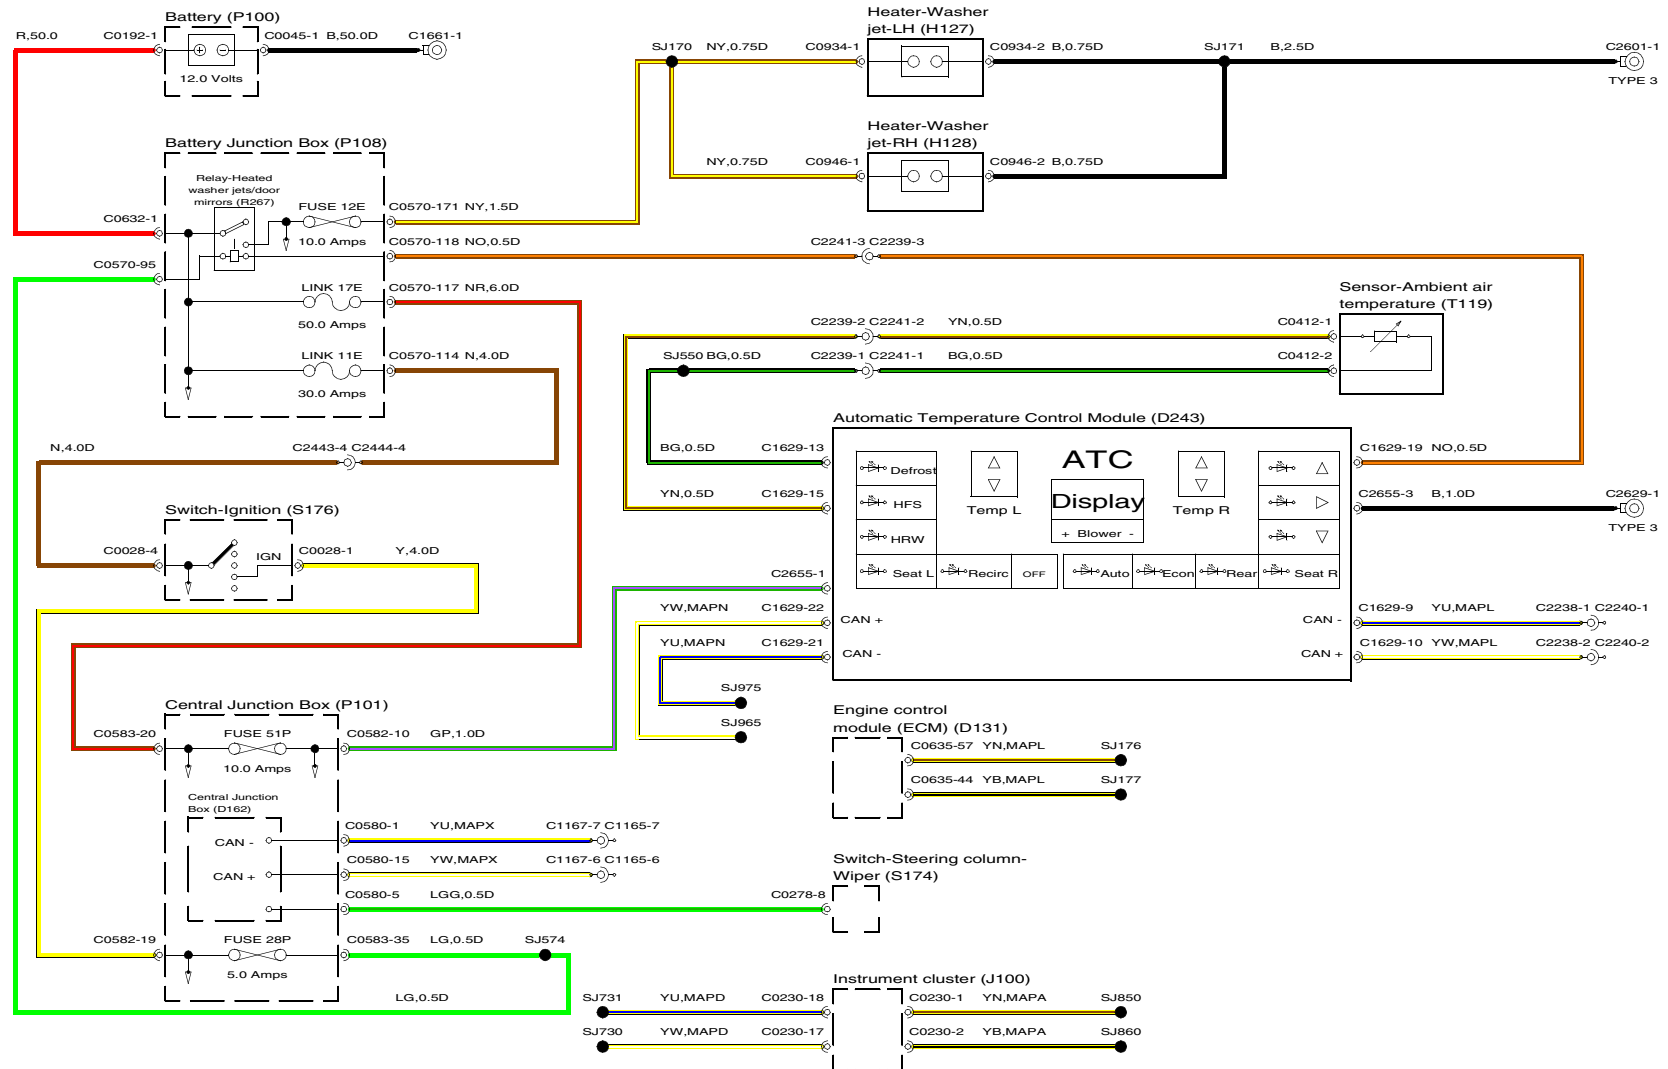 Battery (P100)
R,50.0
C0192-1
C0045-1 B,50.0D
C1661-1
12.0 Volts
Heater-Washer
jet-LH (H127)
SJ170
NY,0.75D
C0934-1
C0934-2 B,0.75D
SJ171
B,2.5D
C2601-1
TYPE 3
Heater-Washer
jet-RH (H128)
NY,0.75D
C0946-1
C0946-2 B,0.75D
Battery Junction Box (P108)
Relay-Heated
washer jets/door
mirrors (R267)
FUSE 12E
10.0 Amps
C0632-1
C0570-95
C0570-171 NY,1.5D
C0570-118 NO,0.5D
C2241-3 C2239-3
LINK 17E
50.0 Amps
C0570-117 NR,6.0D
LINK 11E
30.0 Amps
C0570-114 N,4.0D
Sensor-Ambient air
temperature (T119)
C2239-2 C2241-2
YN,0.5D
C0412-1
SJ550 BG,0.5D
C2239-1 C2241-1
BG,0.5D
C0412-2
N,4.0D
C2443-4 C2444-4
Automatic Temperature Control Module (D243)
BG,0.5D
C1629-13
YN,0.5D
C1629-15
C1629-19 NO,0.5D
C2655-3 B,1.0D
C2629-1
TYPE 3
Defrost
HFS
HRW
Seat L
Recirc
OFF
Temp L
ATC
Display
+ Blower -
Temp R
Auto
Econ
Rear
Seat R
Switch-Ignition (S176)
C0028-4
IGN
C0028-1
Y,4.0D
C2655-1
YW,MAPN
C1629-22
CAN +
YU,MAPN
C1629-21
CAN -
CAN -
C1629-9
YU,MAPL
C2238-1 C2240-1
CAN +
C1629-10
YW,MAPL
C2238-2 C2240-2
SJ975
SJ965
Central Junction Box (P101)
C0583-20
FUSE 51P
10.0 Amps
C0582-10
GP,1.0D
Engine control
module (ECM) (D131)
C0635-57 YN,MAPL
SJ176
C0635-44 YB,MAPL
SJ177
Central Junction
Box (D162)
CAN -
CAN +
C0580-1
YU,MAPX
C1167-7 C1165-7
C0580-15
YW,MAPX
C1167-6 C1165-6
C0580-5
LGG,0.5D
C0278-8
Switch-Steering column-
Wiper (S174)
C0582-19
FUSE 28P
5.0 Amps
C0583-35
LG,0.5D
SJ574
LG,0.5D
Instrument cluster (J100)
SJ731
YU,MAPD
C0230-18
C0230-1
YN,MAPA
SJ850
SJ730
YW,MAPD
C0230-17
C0230-2
YB,MAPA
SJ860